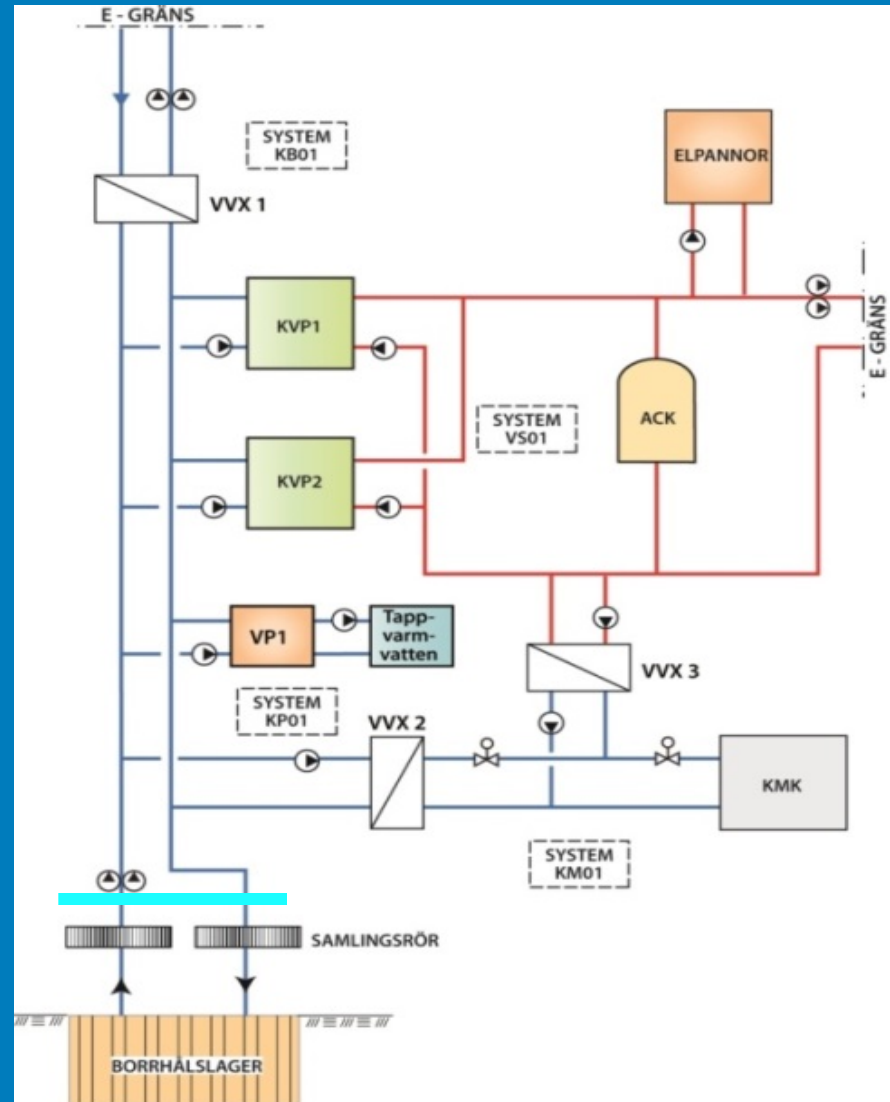 E - GRÄNS
SYSTEM
KB01
ELPANNOR
VVX 1
KVP1
E - GRÄNS
SYSTEM
VS01
ACK
KVP2
VP1
Tapp-
varm-
vatten
VVX 3
SYSTEM
KP01
VVX 2
KMK
SYSTEM
KM01
SAMLINGSRÖR
BORRHÅLSLAGER